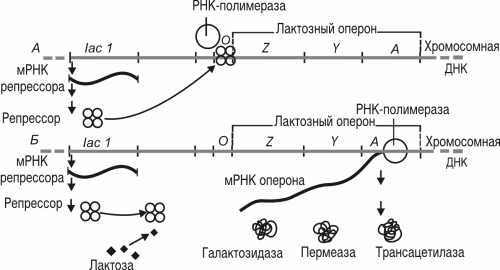 РНК-полимераза
Лактозный оперон
А lac 1 О Z Y A Хромосомная
ДНК
мРНК
репрессора
Репрессор
РНК-полимераза
Лактозный оперон
Б lac 1 О Z Y A Хромосомная
ДНК
мРНК
репрессора
мРНК оперона
Репрессор
Лактоза
Галактозидаза Пермеаза Трансацетилаза